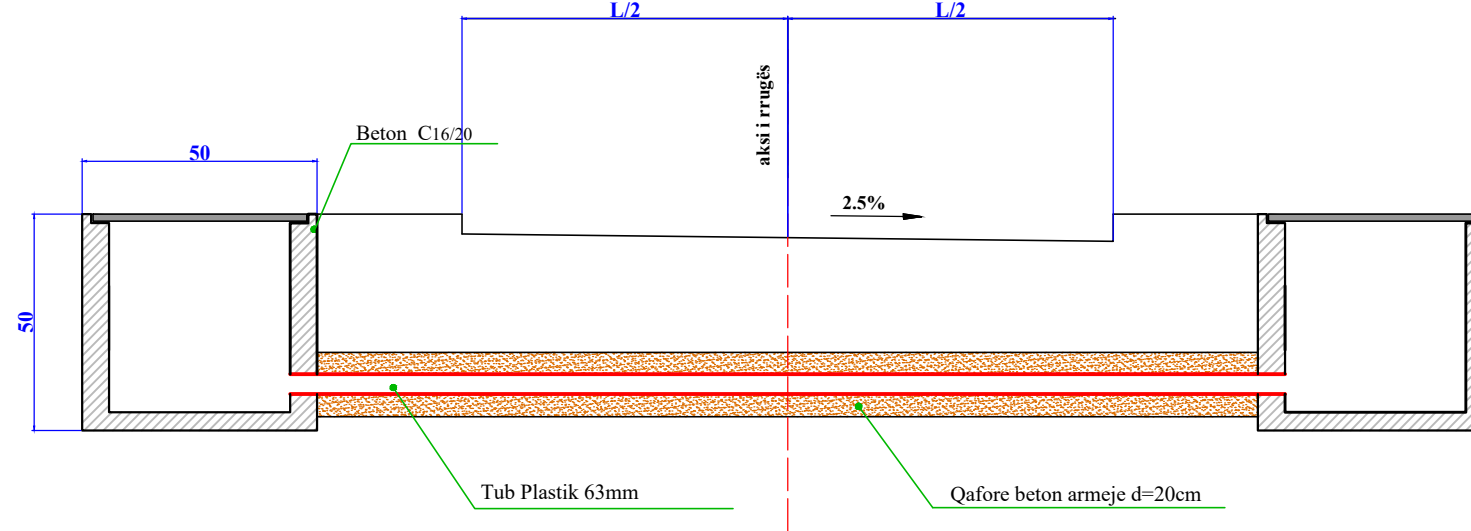 L/2
L/2
aksi i rrugës
Beton C16/20
50
2.5%
50
Tub Plastik 63mm
Qafore beton armeje d=20cm